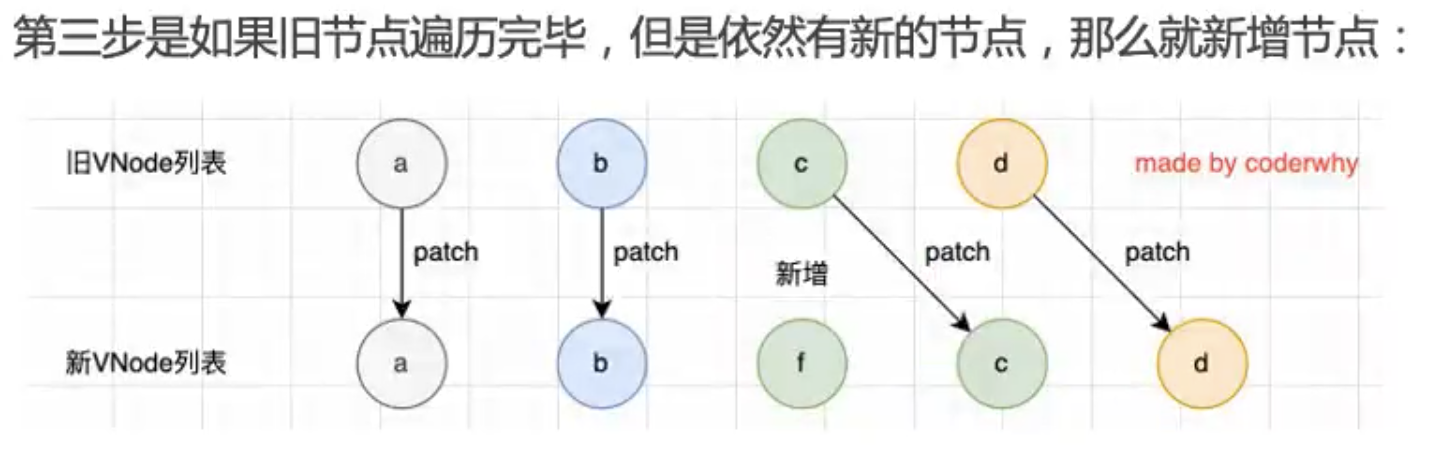 第三步是如果旧节点遍历完毕，但是依然有新的节点，那么就新增节点：
旧VNode列表 a b c d made by coderwhy
patch patch 新增 patch patch
新VNode列表 a b f c d